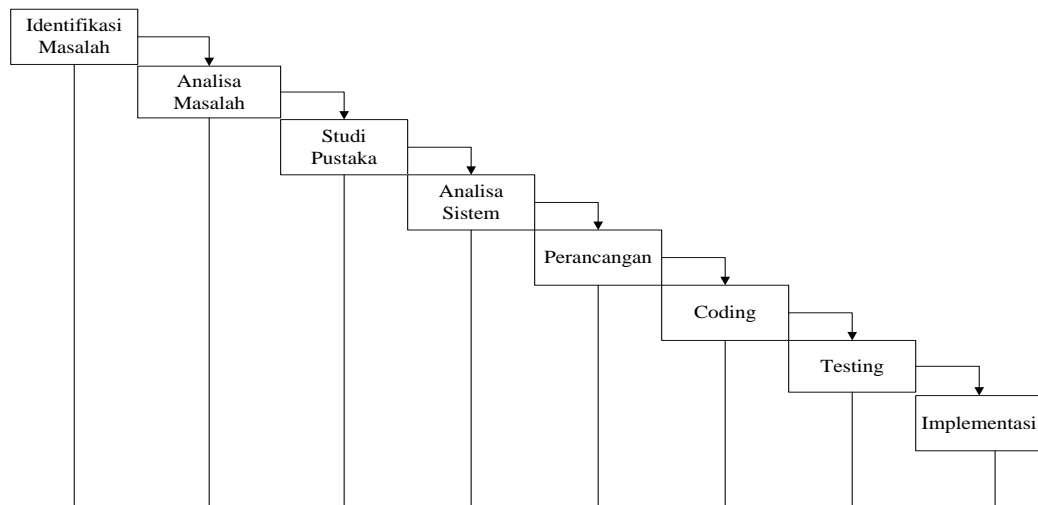 Identifikasi
Masalah
Analisa
Masalah
Studi
Pustaka
Analisa
Sistem
Perancangan
Coding
Testing
Implementasi